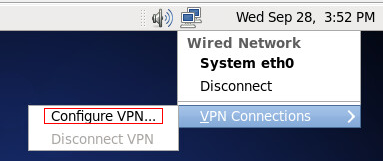 Wed Sep 28, 3:52 PM
Wired Network
System eth0
Disconnect
VPN Connections
Configure VPN...
Disconnect VPN